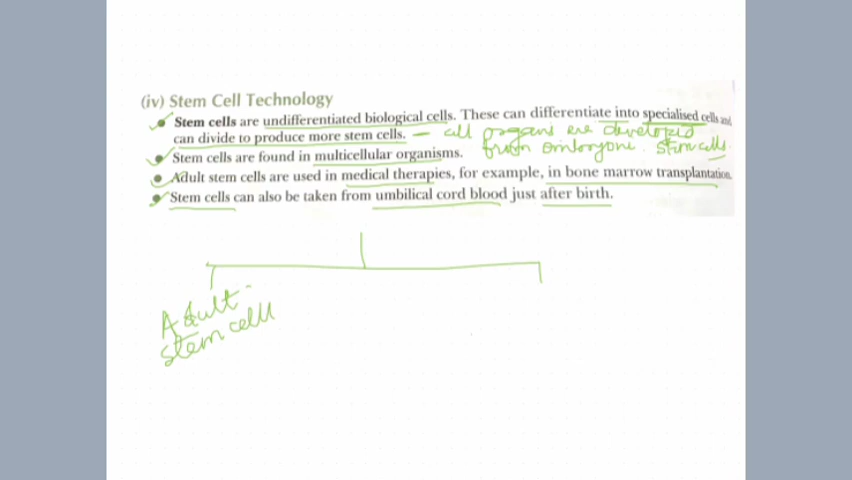 (iv) Stem Cell Technology
Stem cells are undifferentiated biological cells. These can differentiate into specialised cells and
can divide to produce more stem cells. — all organs are developed
Stem cells are found in multicellular organisms. from embryone stem cells.
Adult stem cells are used in medical therapies, for example, in bone marrow transplantation.
Stem cells can also be taken from umbilical cord blood just after birth.
Adult -
stem cell